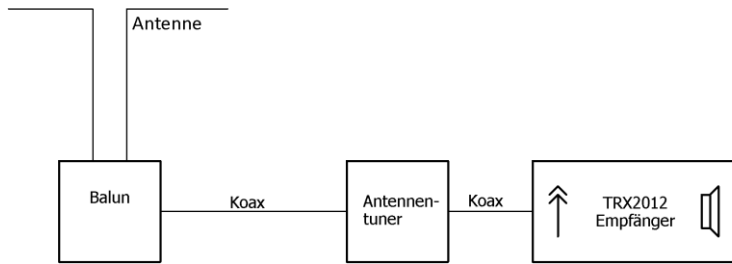 Antenne
Balun
Koax
Antennen-
tuner
Koax
TRX2012
Empfänger